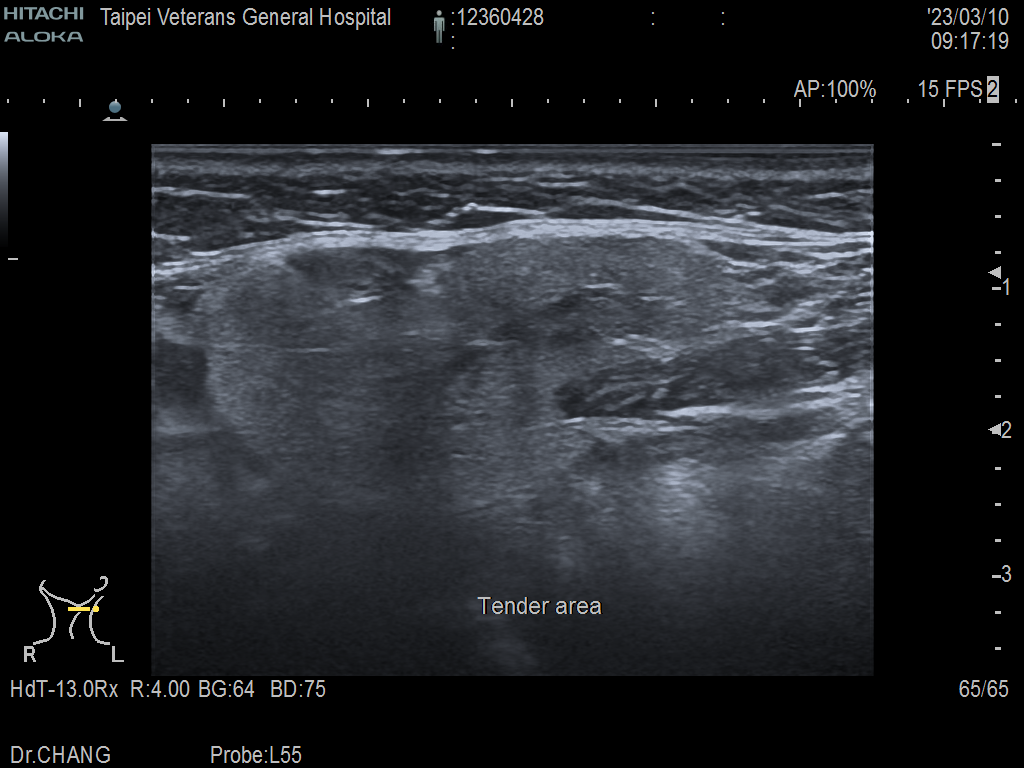 HITACHI
ALOKA
Taipei Veterans General Hospital
:12360428
:
:
:
'23/03/10
09:17:19
AP:100%
15 FPS 2
1
2
3
Tender area
R
L
HdT-13.0Rx R:4.00 BG:64 BD:75
65/65
Dr.CHANG
Probe:L55